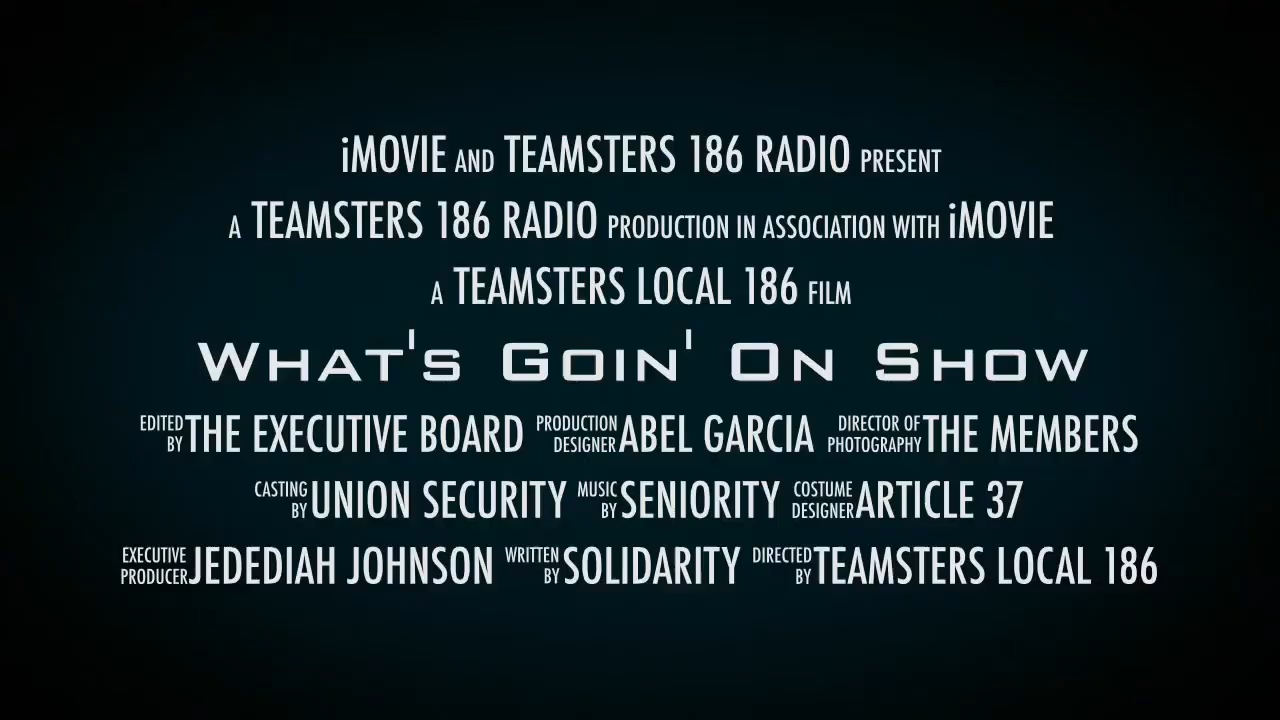 iMOVIE AND TEAMSTERS 186 RADIO PRESENT
A TEAMSTERS 186 RADIO PRODUCTION IN ASSOCIATION WITH iMOVIE
A TEAMSTERS LOCAL 186 FILM
WHAT'S GOIN' ON SHOW
EDITED BY THE EXECUTIVE BOARD PRODUCTION DESIGNER ABEL GARCIA DIRECTOR OF PHOTOGRAPHY THE MEMBERS
CASTING BY UNION SECURITY MUSIC BY SENIORITY COSTUME DESIGNER ARTICLE 37
EXECUTIVE PRODUCER JEDEDIAH JOHNSON WRITTEN BY SOLIDARITY DIRECTED BY TEAMSTERS LOCAL 186